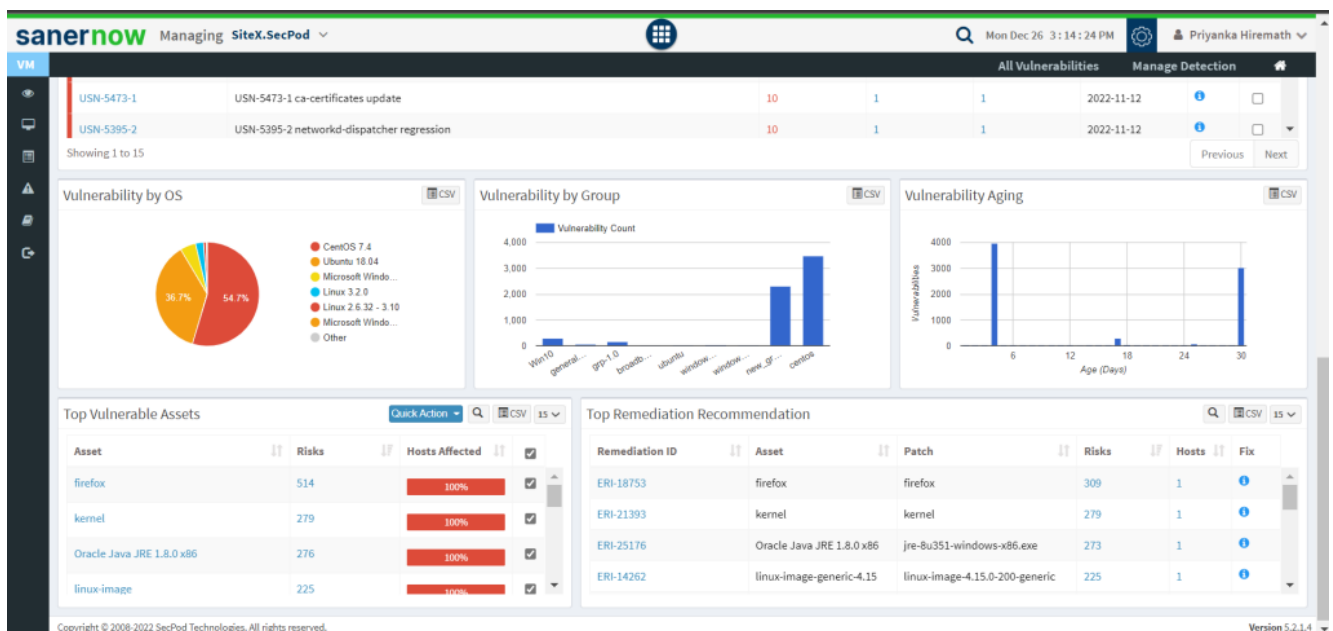 sanernow Managing SiteX.SecPod Mon Dec 26 3:14:24 PM Priyanka Hiremath
VM All Vulnerabilities Manage Detection
USN-5473-1 USN-5473-1 ca-certificates update 10 1 1 2022-11-12
USN-5395-2 USN-5395-2 networkd-dispatcher regression 10 1 1 2022-11-12
Showing 1 to 15 Previous Next
Vulnerability by OS CSV
CentOS 7.4
Ubuntu 18.04
Microsoft Windo...
Linux 3.2.0
Linux 2.6.32 - 3.10
Microsoft Windo...
Other
36.7% 54.7%
Vulnerability by Group CSV
Vulnerability Count
4,000
3,000
2,000
1,000
0
Win10 general... grp-1.0 broadb... ubuntu window... window... new_gr... centos
Vulnerability Aging CSV
Vulnerabilities
4000
3000
2000
1000
0
6 12 18 24 30
Age (Days)
Top Vulnerable Assets Quick Action CSV 15
Asset Risks Hosts Affected
firefox 514 100%
kernel 279 100%
Oracle Java JRE 1.8.0 x86 276 100%
linux-image 225 100%
Top Remediation Recommendation CSV 15
Remediation ID Asset Patch Risks Hosts Fix
ERI-18753 firefox firefox 309 1
ERI-21393 kernel kernel 279 1
ERI-25176 Oracle Java JRE 1.8.0 x86 jre-8u351-windows-x86.exe 273 1
ERI-14262 linux-image-generic-4.15 linux-image-4.15.0-200-generic 225 1
Copyright © 2008-2022 SecPod Technologies. All rights reserved. Version 5.2.1.4